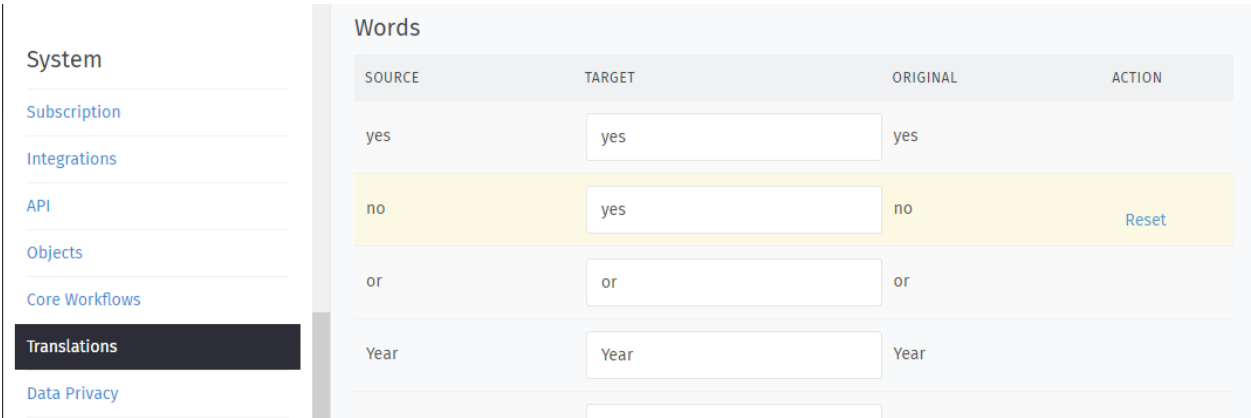 System
Subscription
Integrations
API
Objects
Core Workflows
Translations
Data Privacy
Words
SOURCE TARGET ORIGINAL ACTION
yes yes yes
no yes no Reset
or or or
Year Year Year